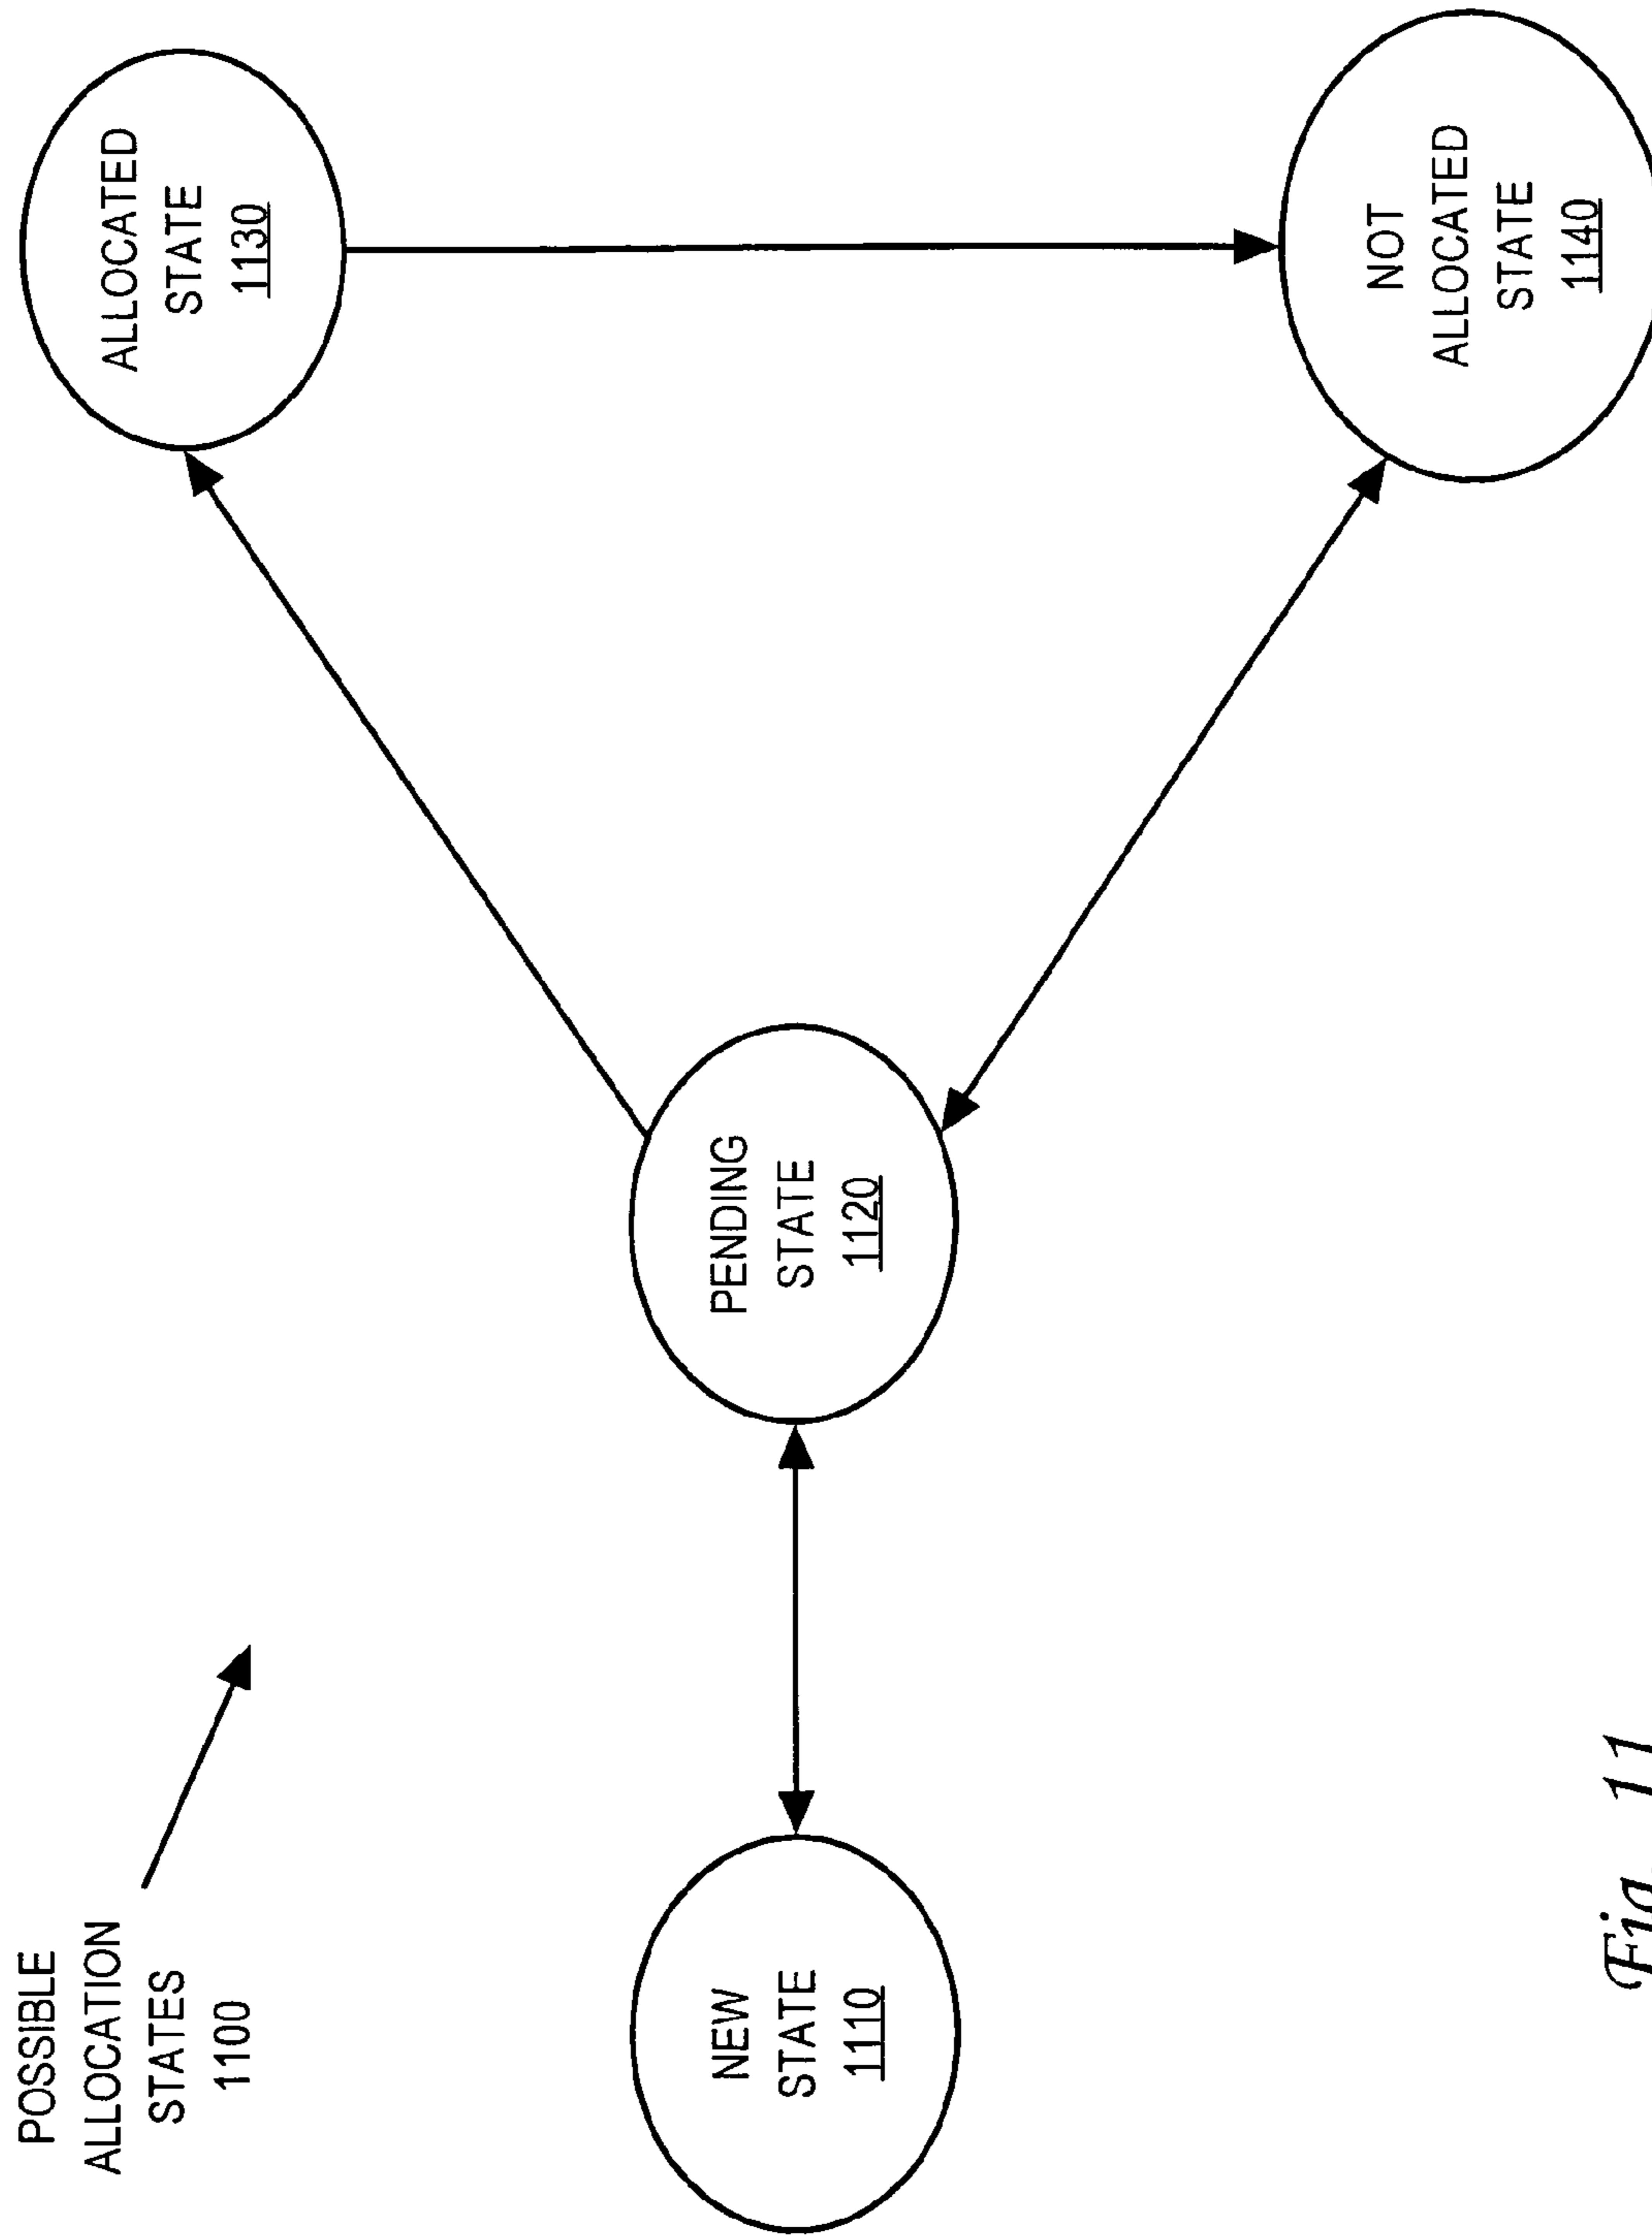 POSSIBLE
ALLOCATION
STATES
1100
NEW
STATE
1110
PENDING
STATE
1120
ALLOCATED
STATE
1130
NOT
ALLOCATED
STATE
1140
Fig. 11